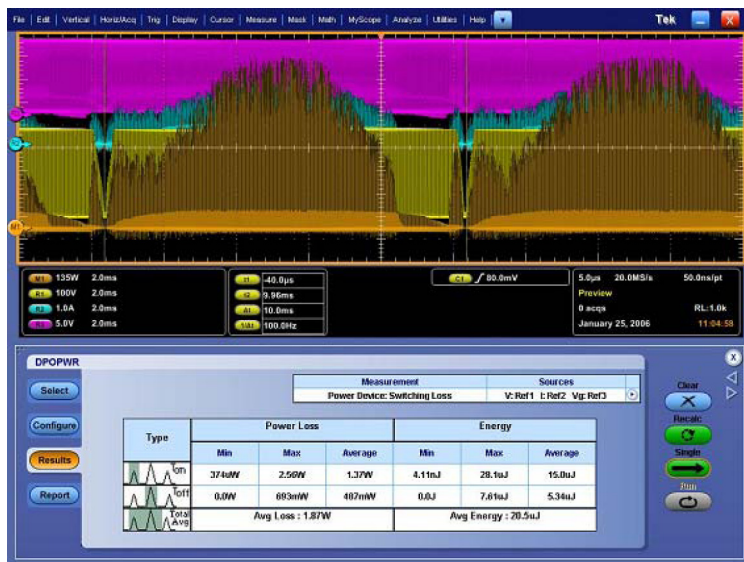 File | Edit | Vertical | Horiz/Acq | Trig | Display | Cursor | Measure | Mask | Math | MyScope | Analyze | Utilities | Help Tek X
M1
M1 135W 2.0ms
R1 100V 2.0ms
R2 1.0A 2.0ms
R3 5.0V 2.0ms
t1 -40.0µs
t2 9.96ms
Δt 10.0ms
1/Δt 100.0Hz
C1 80.0mV
5.0µs 20.0MS/s 50.0ns/pt
Preview
0 acqs RL:1.0k
January 25, 2006 11:04:58
DPOPWR X
Select
Configure
Results
Report
Measurement Sources
Power Device: Switching Loss V: Ref1 I: Ref2 Vg: Ref3
Type Power Loss Energy
Min Max Average Min Max Average
Ton 374uW 2.56W 1.37W 4.11nJ 28.1uJ 15.0uJ
Toff 0.0W 693mW 487mW 0.0J 7.61uJ 5.34uJ
Total Avg Avg Loss : 1.87W Avg Energy : 20.5uJ
Clear
Recalc
Single
Run